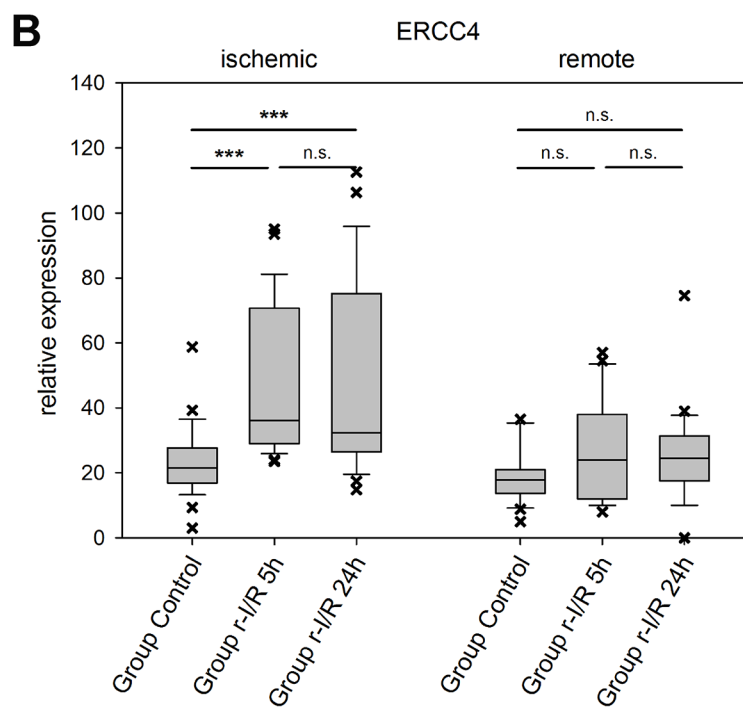 B
ERCC4
ischemic remote
140
120
100
80
60
40
20
0
relative expression
*** n.s.
*** n.s. n.s. n.s.
Group Control
Group r-I/R 5h
Group r-I/R 24h
Group Control
Group r-I/R 5h
Group r-I/R 24h